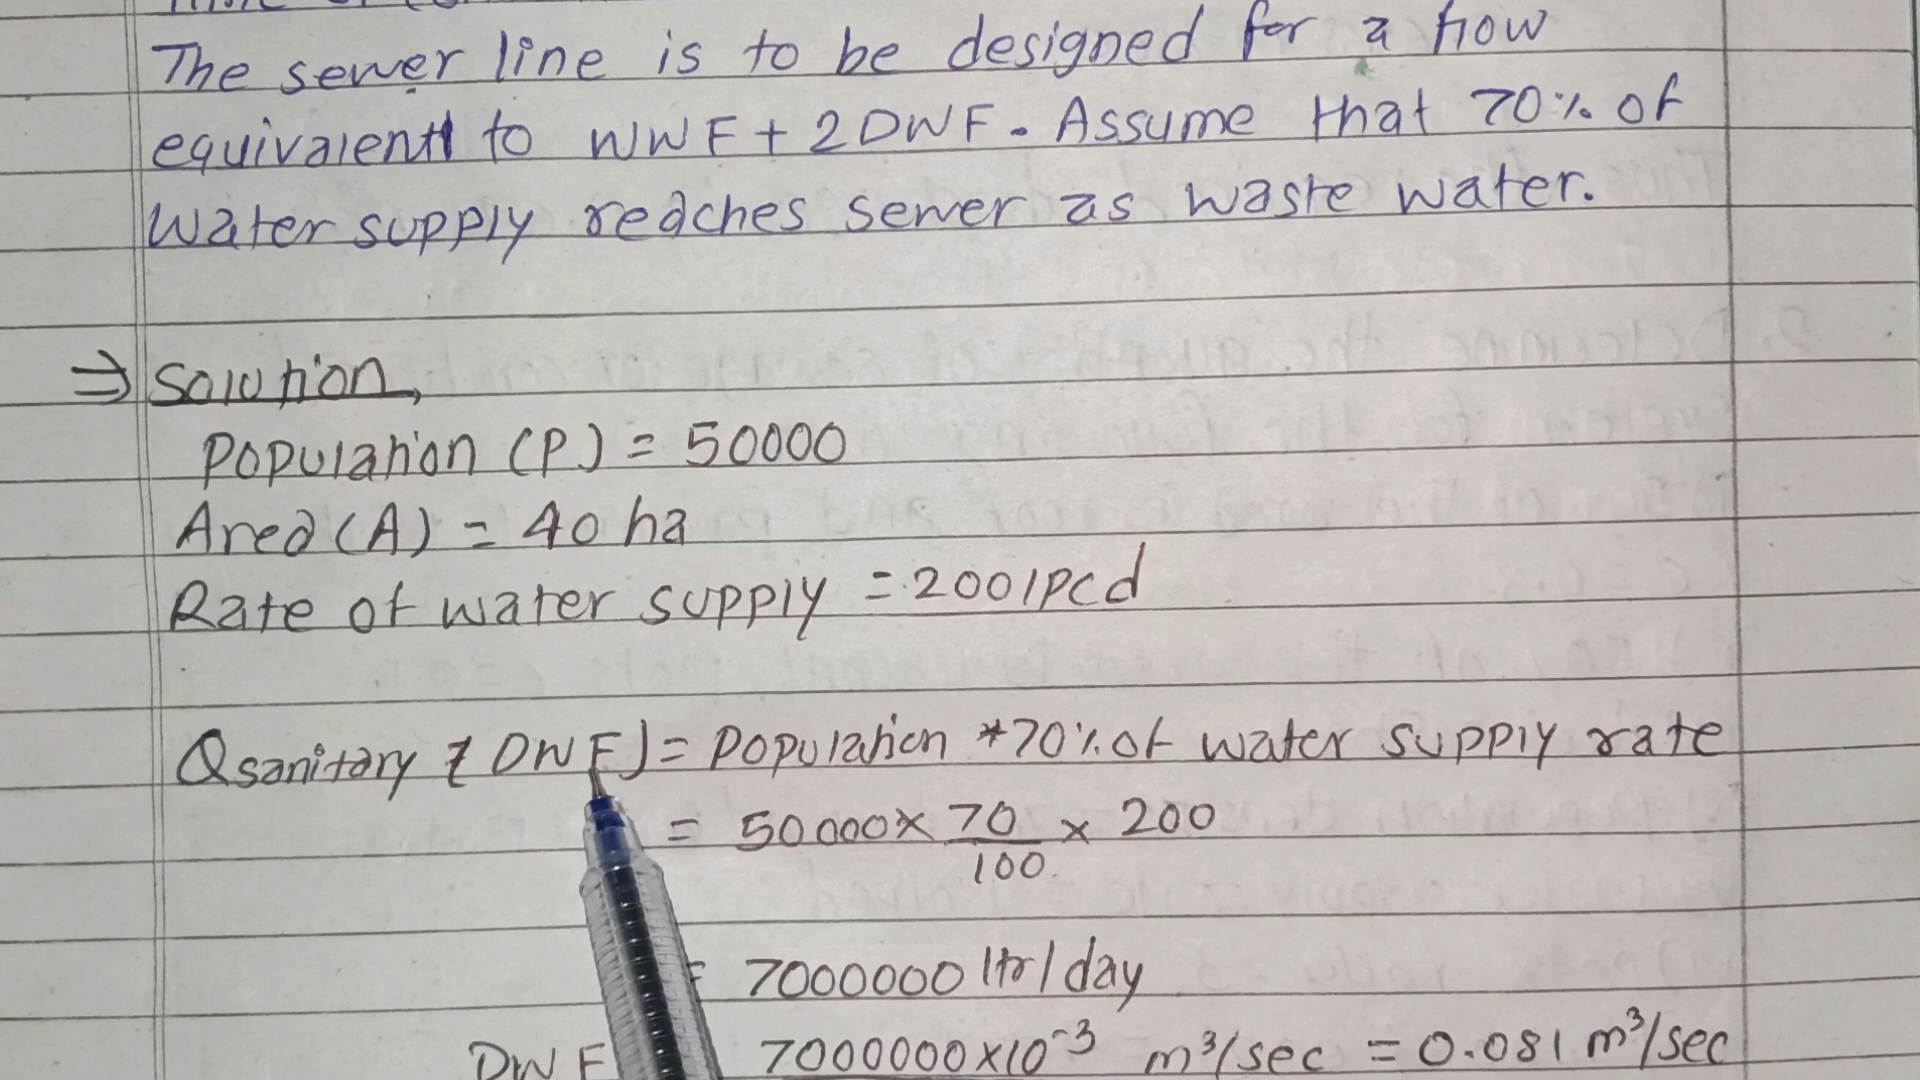 The sewer line is to be designed for a flow
equivalent to WWF + 2DWF. Assume that 70% of
Water supply reaches sewer as waste water.
⇒ Solution,
Population (P) = 50000
Area (A) = 40 ha
Rate of water supply = 200 lpcd
Qsanitary { DWF) = Population *70% of water supply rate
= 50000 × 70/100 × 200
= 7000000 ltr/day
DWF 7000000×10⁻³ m³/sec = 0.081 m³/sec